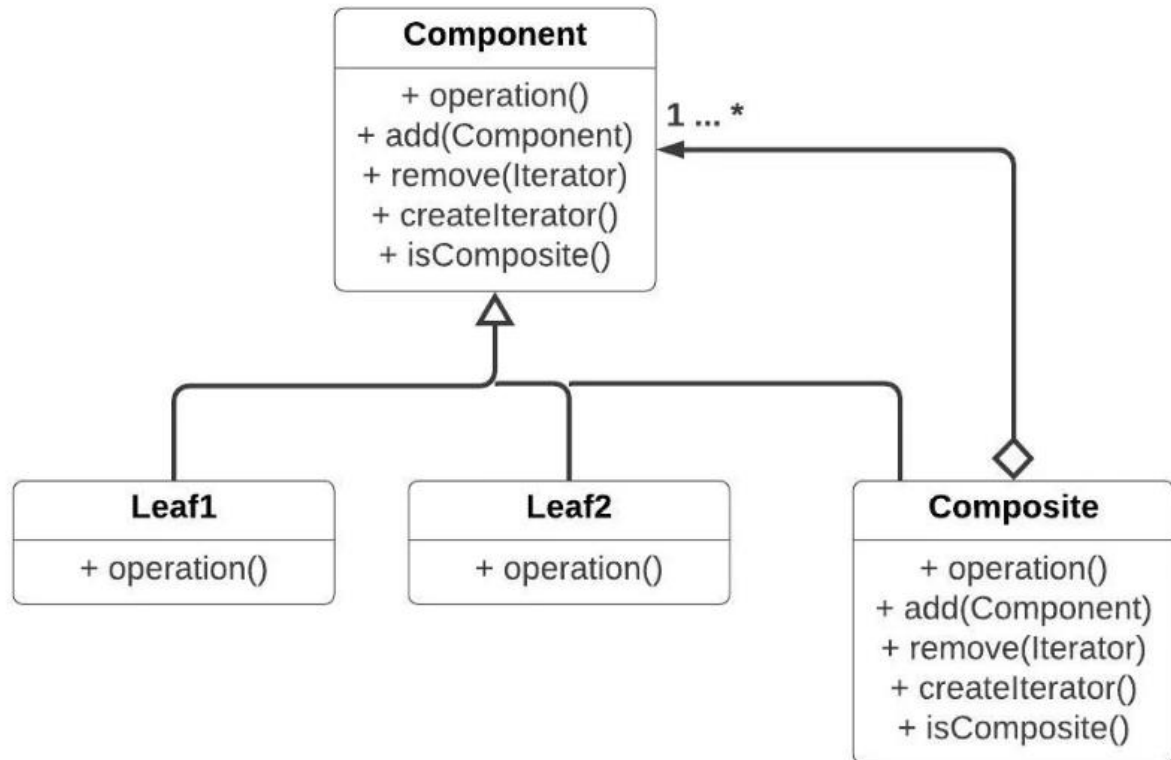 Component
+ operation()
+ add(Component)
+ remove(Iterator)
+ createIterator()
+ isComposite()
1 ... *
Leaf1
+ operation()
Leaf2
+ operation()
Composite
+ operation()
+ add(Component)
+ remove(Iterator)
+ createIterator()
+ isComposite()